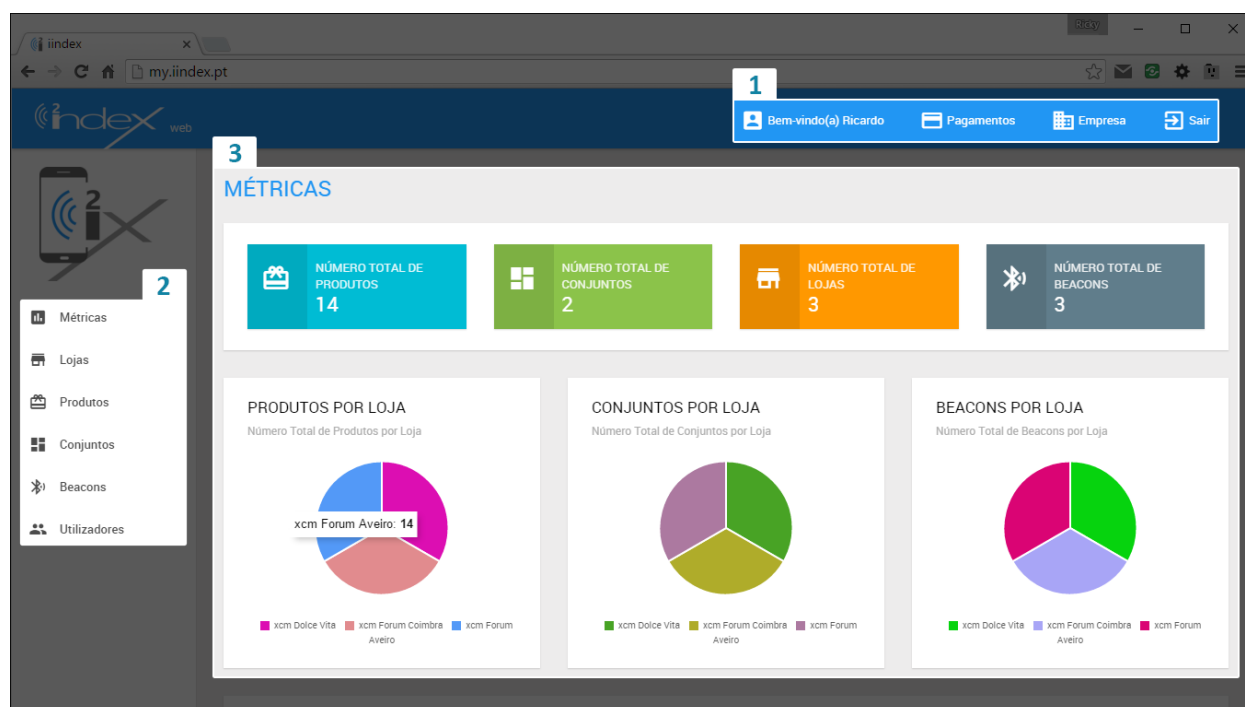 Ricky
iindex
my.iindex.pt
1
i2ndex web
Bem-vindo(a) Ricardo
Pagamentos
Empresa
Sair
3
MÉTRICAS
2
ix
2
Métricas
Lojas
Produtos
Conjuntos
Beacons
Utilizadores
NÚMERO TOTAL DE
PRODUTOS
14
NÚMERO TOTAL DE
CONJUNTOS
2
NÚMERO TOTAL DE
LOJAS
3
NÚMERO TOTAL DE
BEACONS
3
PRODUTOS POR LOJA
Número Total de Produtos por Loja
xcm Forum Aveiro: 14
xcm Dolce Vita xcm Forum Coimbra xcm Forum
Aveiro
CONJUNTOS POR LOJA
Número Total de Conjuntos por Loja
xcm Dolce Vita xcm Forum Coimbra xcm Forum
Aveiro
BEACONS POR LOJA
Número Total de Beacons por Loja
xcm Dolce Vita xcm Forum Coimbra xcm Forum
Aveiro